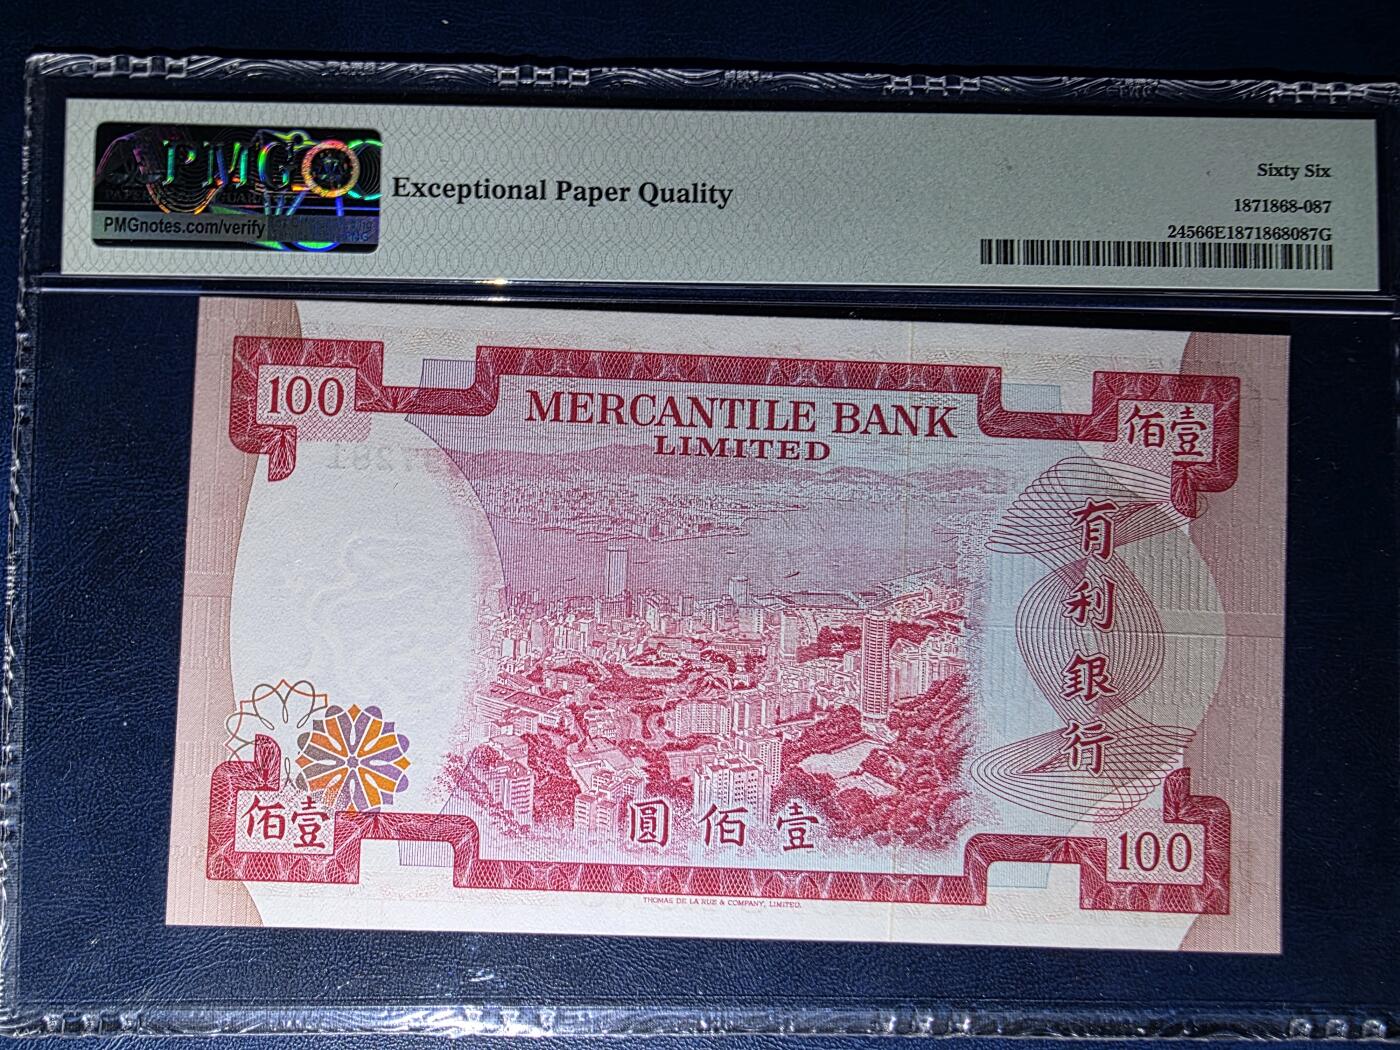 PMG
PMGnotes.com/verify
Exceptional Paper Quality
Sixty Six
1871868-087
24566E1871868087G
100
MERCANTILE BANK
LIMITED
佰壹
有利銀行
佰壹
圓佰壹
100
THOMAS DE LA RUE & COMPANY, LIMITED.